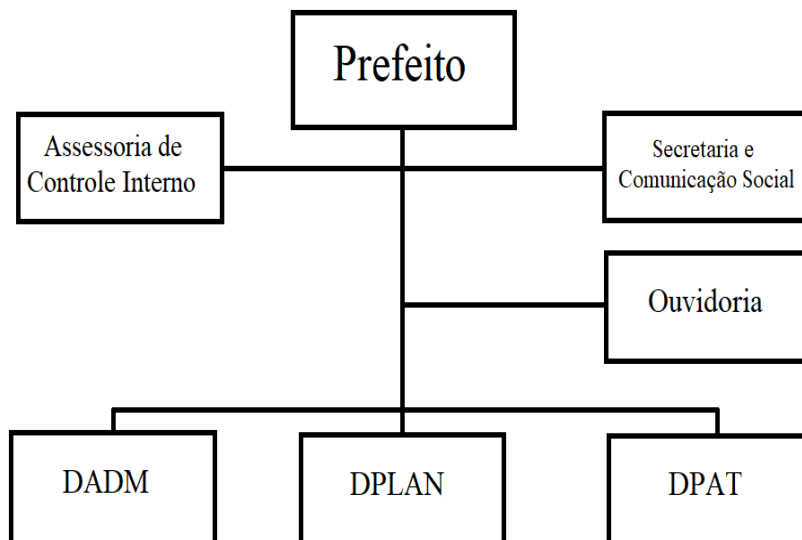 Prefeito
Assessoria de
Controle Interno
Secretaria e
Comunicação Social
Ouvidoria
DADM
DPLAN
DPAT